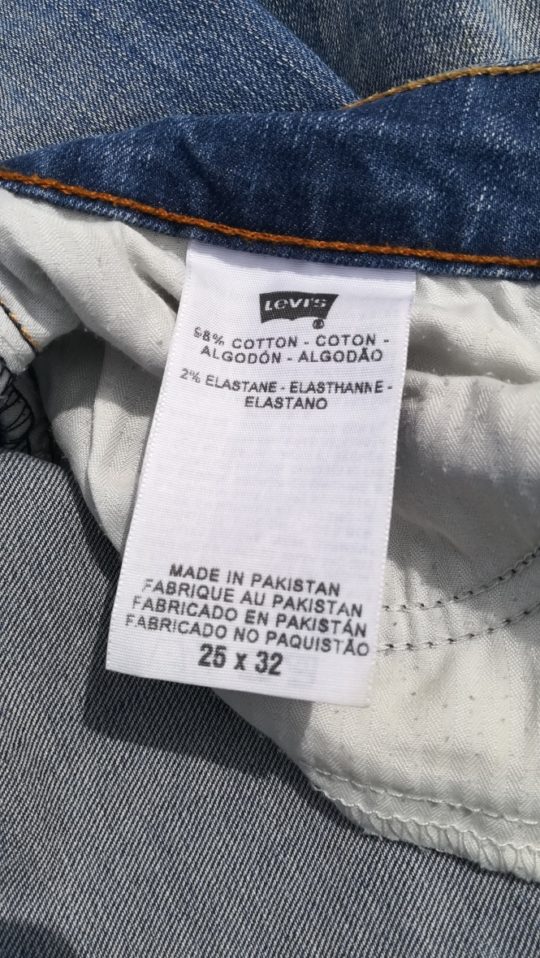 Levi's
98% COTTON - COTON -
ALGODÓN - ALGODÃO
2% ELASTANE - ELASTHANNE -
ELASTANO
MADE IN PAKISTAN
FABRIQUE AU PAKISTAN
FABRICADO EN PAKISTÁN
FABRICADO NO PAQUISTÃO
25 x 32